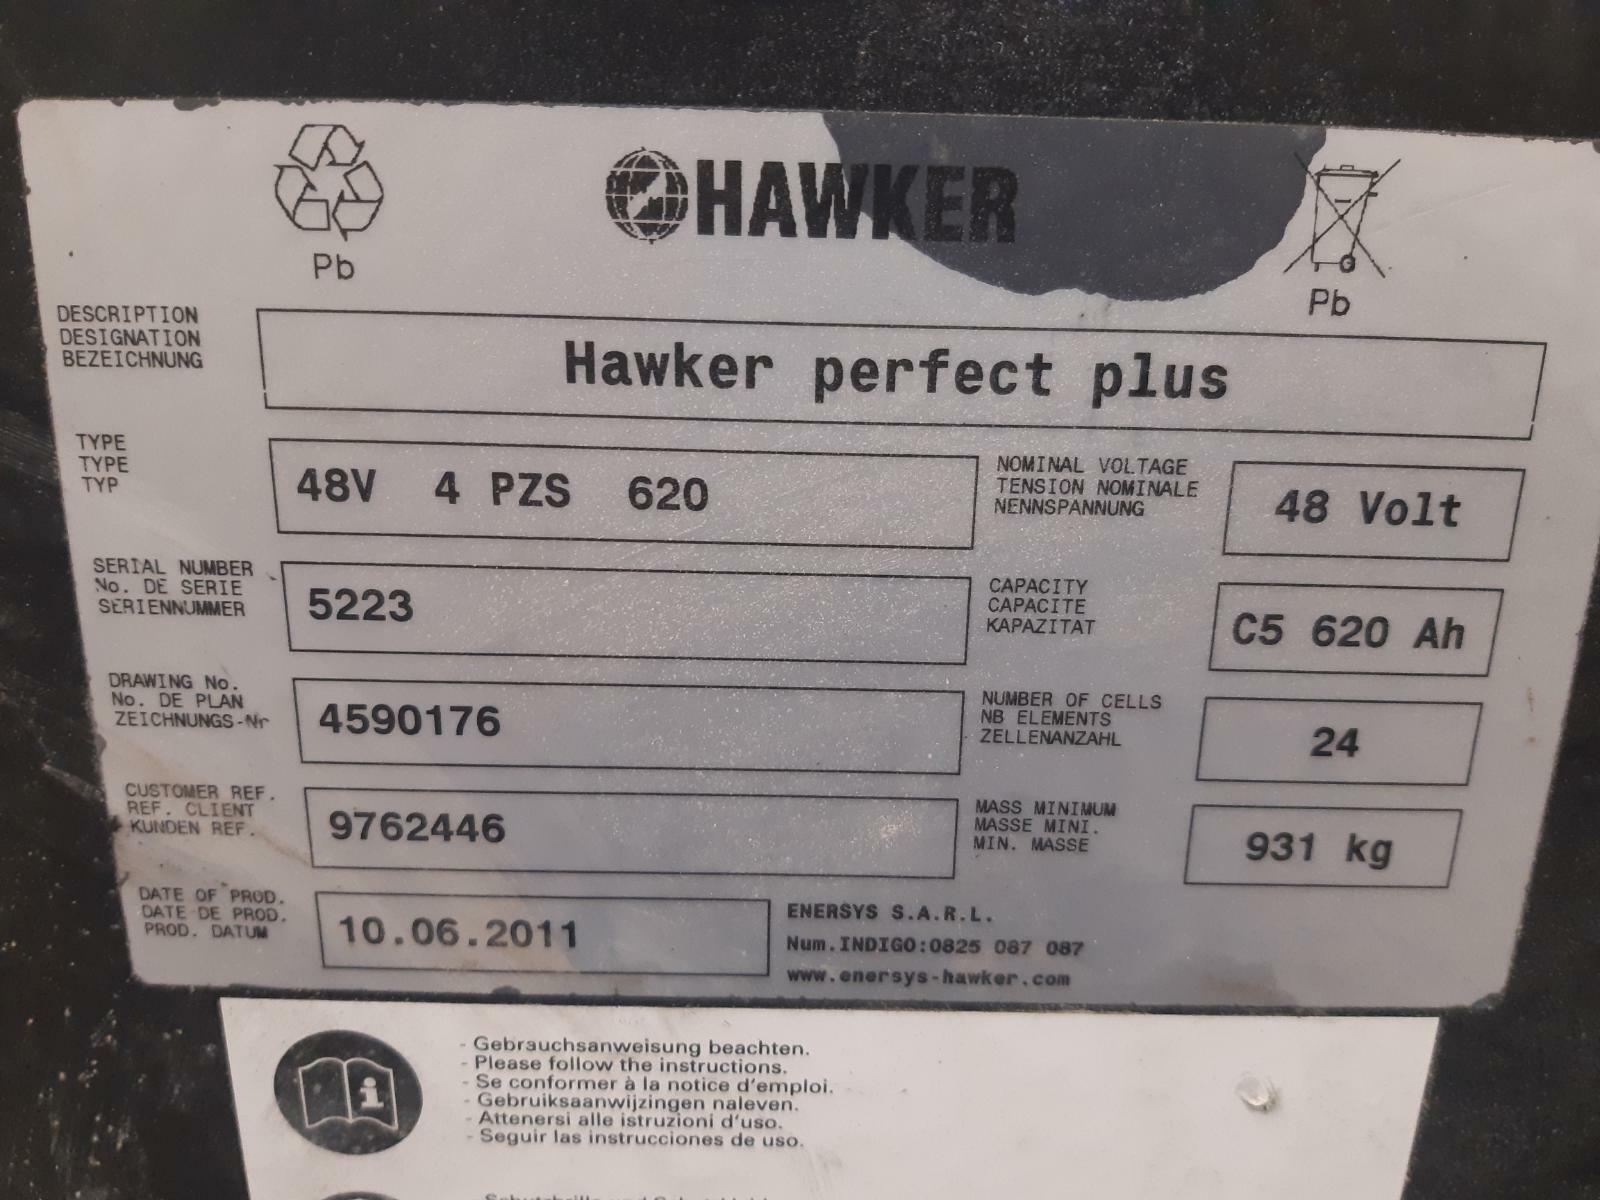 HAWKER
Pb
Pb
DESCRIPTION
DESIGNATION
BEZEICHNUNG
Hawker perfect plus
TYPE
TYPE
TYP
48V 4 PZS 620
NOMINAL VOLTAGE
TENSION NOMINALE
NENNSPANNUNG
48 Volt
SERIAL NUMBER
No. DE SERIE
SERIENNUMMER
5223
CAPACITY
CAPACITE
KAPAZITAT
C5 620 Ah
DRAWING No.
No. DE PLAN
ZEICHNUNGS-Nr
4590176
NUMBER OF CELLS
NB ELEMENTS
ZELLENANZAHL
24
CUSTOMER REF.
REF. CLIENT
KUNDEN REF.
9762446
MASS MINIMUM
MASSE MINI.
MIN. MASSE
931 kg
DATE OF PROD.
DATE DE PROD.
PROD. DATUM
10.06.2011
ENERSYS S.A.R.L.
Num.INDIGO:0825 087 087
www.enersys-hawker.com
- Gebrauchsanweisung beachten.
- Please follow the instructions.
- Se conformer à la notice d'emploi.
- Gebruiksaanwijzingen naleven.
- Attenersi alle istruzioni d'uso.
- Seguir las instrucciones de uso.